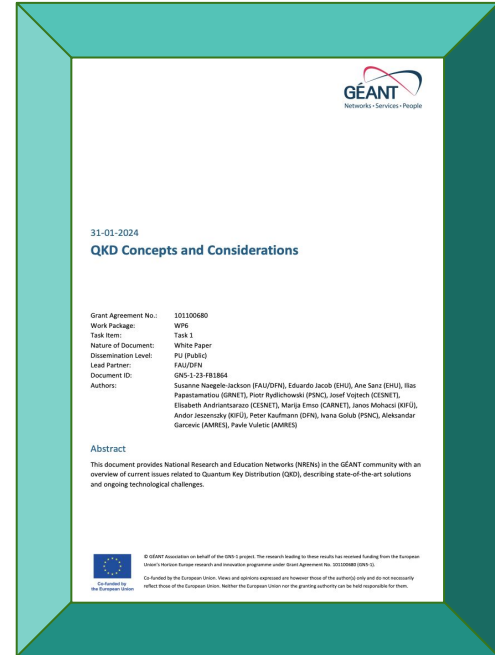 GÉANT
Networks • Services • People
31-01-2024
QKD Concepts and Considerations
Grant Agreement No.: 101100680
Work Package: WP6
Task Item: Task 1
Nature of Document: White Paper
Dissemination Level: PU (Public)
Lead Partner: FAU/DFN
Document ID: GN5-1-23-FB1864
Authors: Susanne Naegele-Jackson (FAU/DFN), Eduardo Jacob (EHU), Ane Sanz (EHU), Ilias
Papastamatiou (GRNET), Piotr Rydlichowski (PSNC), Josef Vojtech (CESNET),
Elisabeth Andriantsarazo (CESNET), Marija Emso (CARNET), Janos Mohacsi (KIFÜ),
Andor Jeszenszky (KIFÜ), Peter Kaufmann (DFN), Ivana Golub (PSNC), Aleksandar
Garcevic (AMRES), Pavle Vuletic (AMRES)
Abstract
This document provides National Research and Education Networks (NRENs) in the GÉANT community with an
overview of current issues related to Quantum Key Distribution (QKD), describing state-of-the-art solutions
and ongoing technological challenges.
Co-funded by
the European Union
© GÉANT Association on behalf of the GN5-1 project. The research leading to these results has received funding from the European
Union's Horizon Europe research and innovation programme under Grant Agreement No. 101100680 (GN5-1).
Co-funded by the European Union. Views and opinions expressed are however those of the author(s) only and do not necessarily
reflect those of the European Union. Neither the European Union nor the granting authority can be held responsible for them.